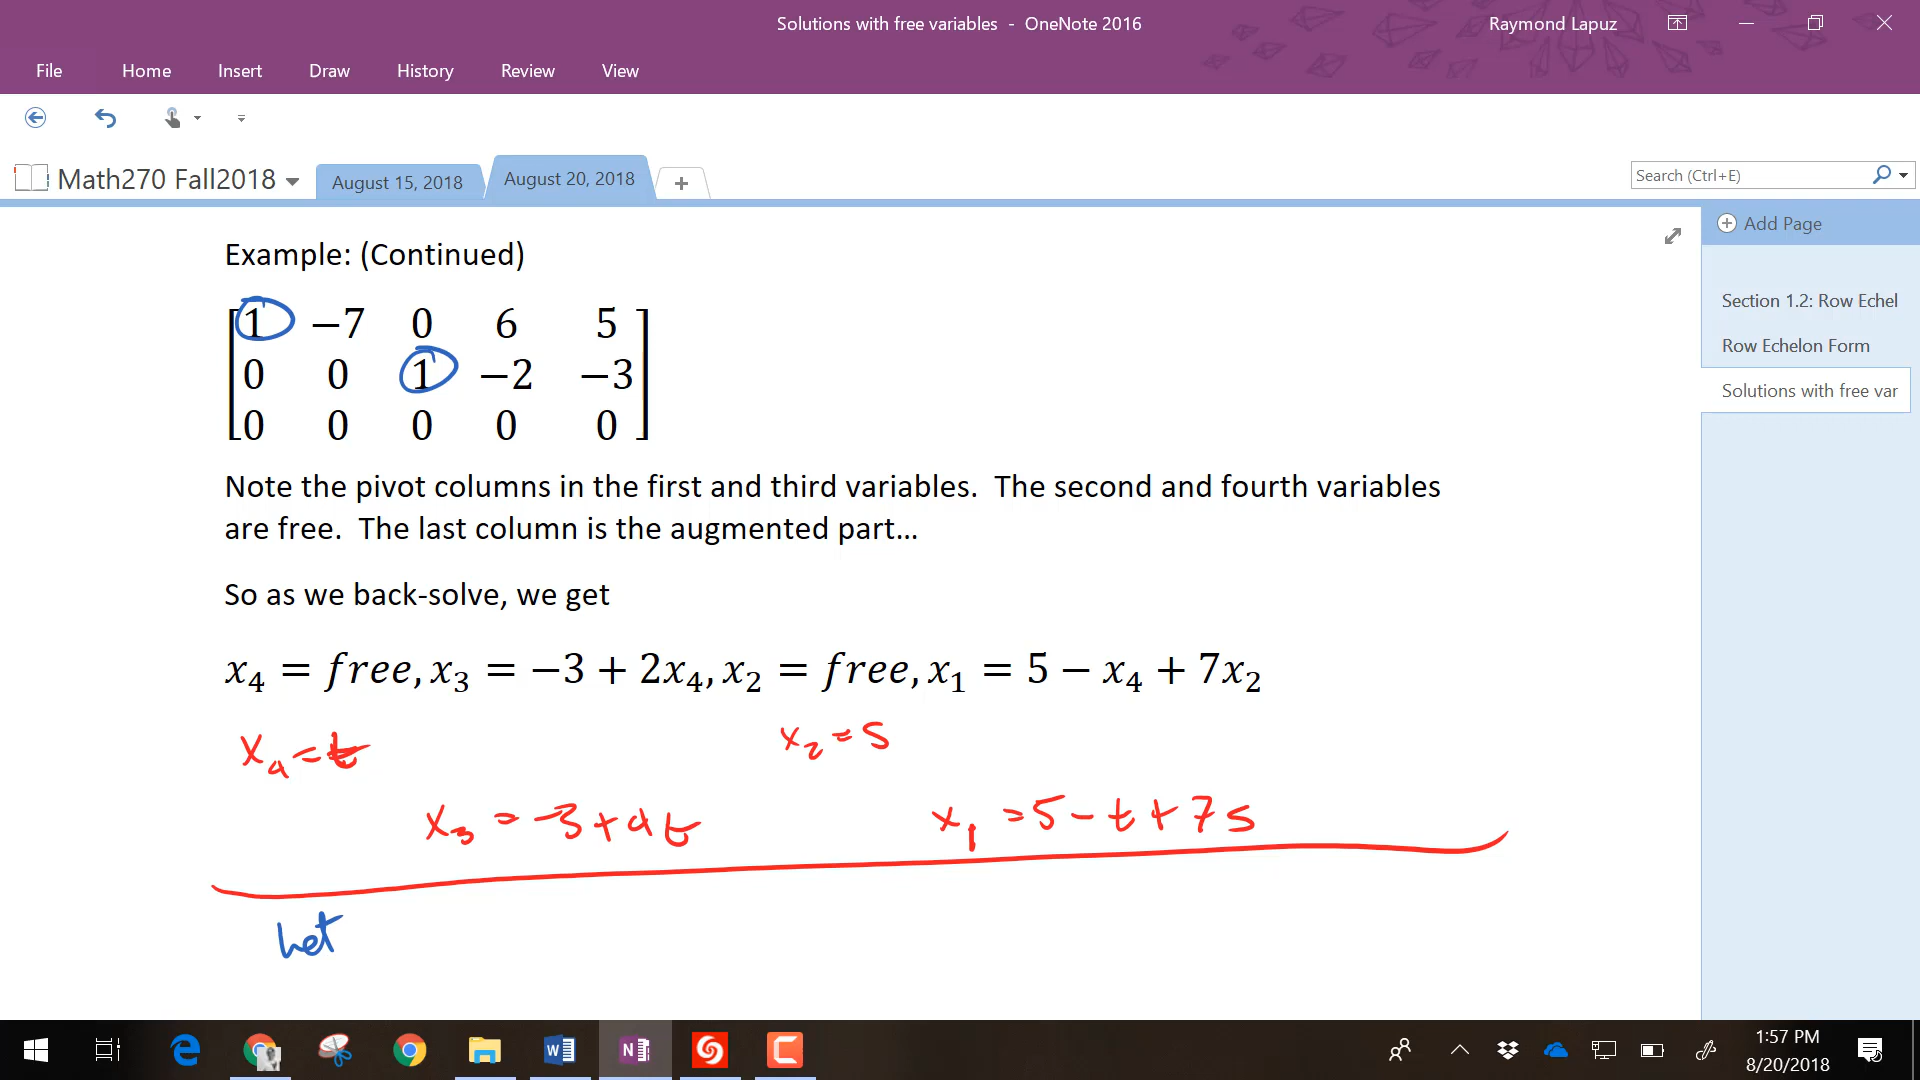 Solutions with free variables - OneNote 2016
Raymond Lapuz
File Home Insert Draw History Review View
Math270 Fall2018
August 15, 2018
August 20, 2018
Search (Ctrl+E)
Add Page
Section 1.2: Row Echel
Row Echelon Form
Solutions with free var
Example: (Continued)
1 −7 0 6 5
0 0 1 −2 −3
0 0 0 0 0
Note the pivot columns in the first and third variables. The second and fourth variables
are free. The last column is the augmented part...
So as we back-solve, we get
x₄ = free, x₃ = −3 + 2x₄, x₂ = free, x₁ = 5 − x₄ + 7x₂
x₄ = t
x₂ = s
x₃ = -3 + 2t
x₁ = 5 - t + 7s
Let
1:57 PM
8/20/2018